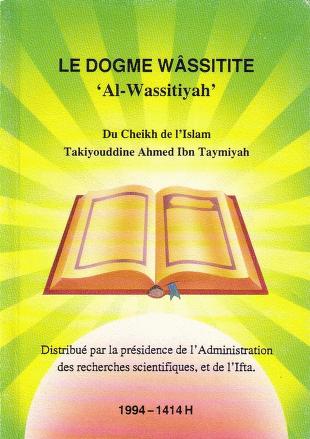 LE DOGME WÂSSITITE
‘Al-Wassitiyah’
Du Cheikh de l’Islam
Takiyouddine Ahmed Ibn Taymiyah
Distribué par la présidence de l’Administration
des recherches scientifiques, et de l’Ifta.
1994 – 1414 H